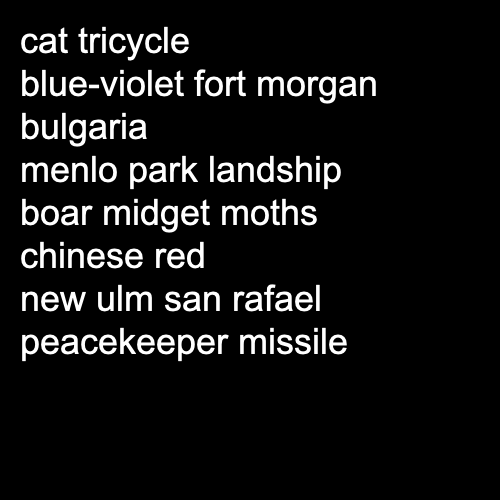 cat tricycle
blue-violet fort morgan
bulgaria
menlo park landship
boar midget moths
chinese red
new ulm san rafael
peacekeeper missile